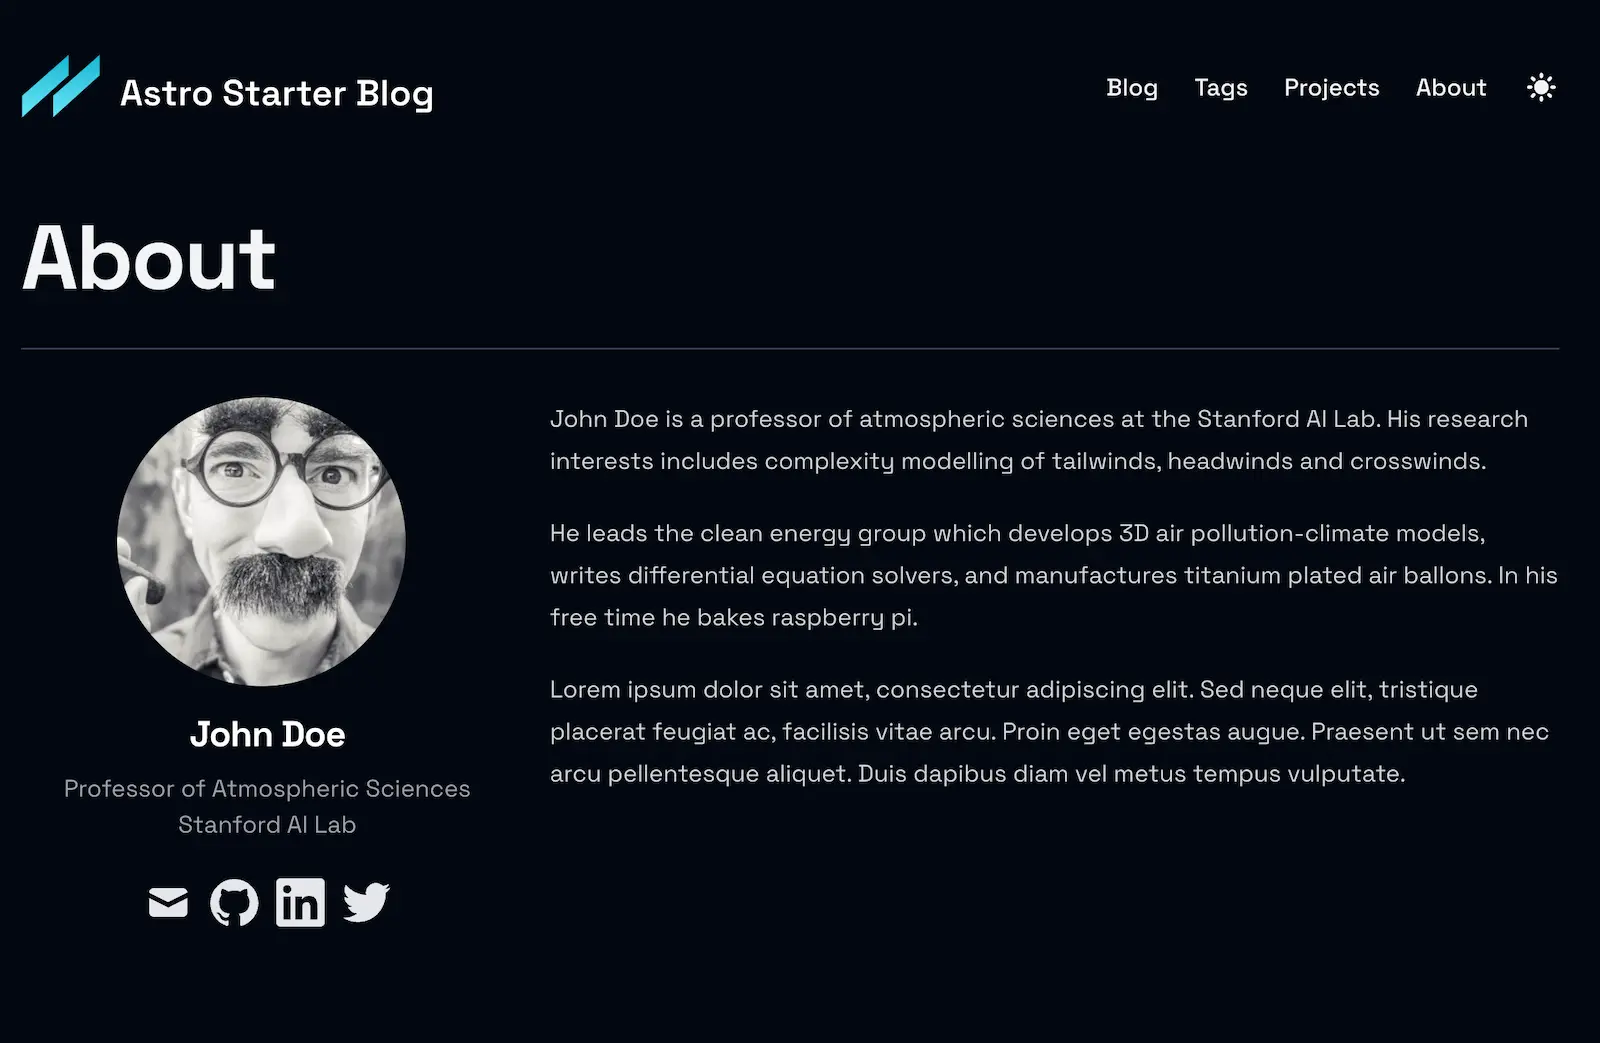 Astro Starter Blog
Blog Tags Projects About
About
John Doe
Professor of Atmospheric Sciences
Stanford AI Lab
John Doe is a professor of atmospheric sciences at the Stanford AI Lab. His research
interests includes complexity modelling of tailwinds, headwinds and crosswinds.
He leads the clean energy group which develops 3D air pollution-climate models,
writes differential equation solvers, and manufactures titanium plated air ballons. In his
free time he bakes raspberry pi.
Lorem ipsum dolor sit amet, consectetur adipiscing elit. Sed neque elit, tristique
placerat feugiat ac, facilisis vitae arcu. Proin eget egestas augue. Praesent ut sem nec
arcu pellentesque aliquet. Duis dapibus diam vel metus tempus vulputate.
in